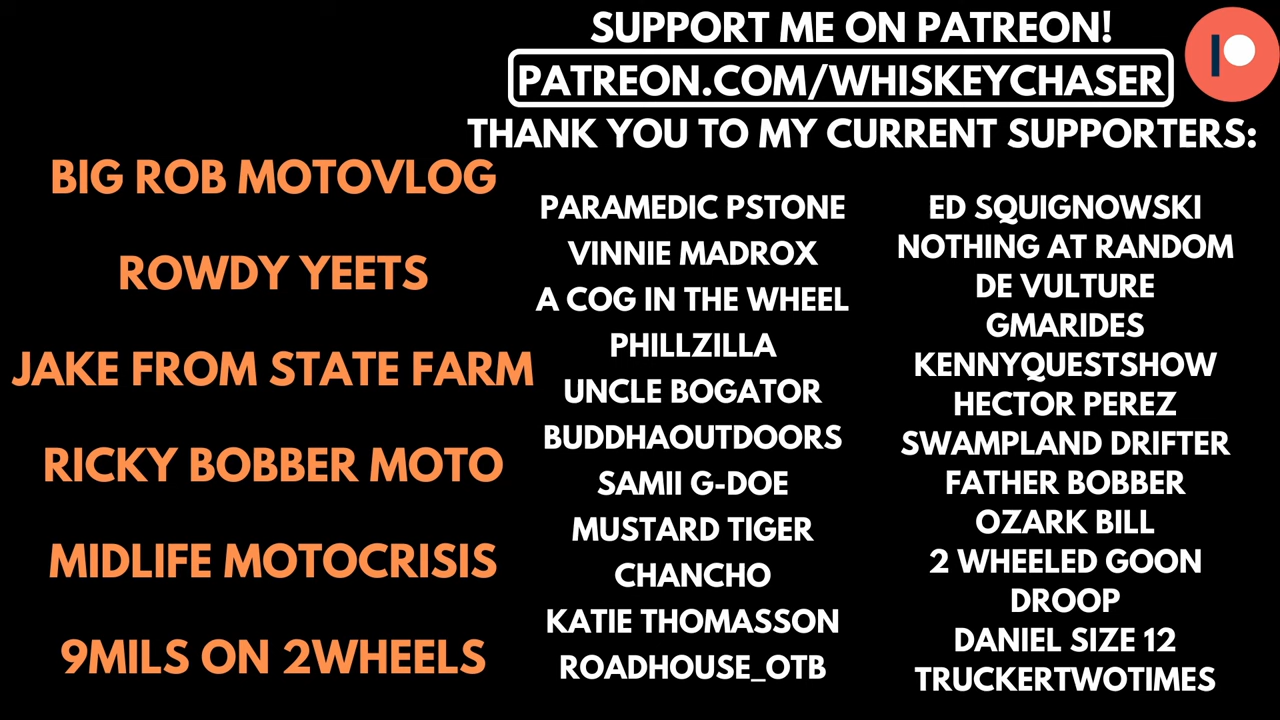 SUPPORT ME ON PATREON!
PATREON.COM/WHISKEYCHASER
THANK YOU TO MY CURRENT SUPPORTERS:
BIG ROB MOTOVLOG
ROWDY YEETS
JAKE FROM STATE FARM
RICKY BOBBER MOTO
MIDLIFE MOTOCRISIS
9MILS ON 2WHEELS
PARAMEDIC PSTONE
VINNIE MADROX
A COG IN THE WHEEL
PHILLZILLA
UNCLE BOGATOR
BUDDHAOUTDOORS
SAMII G-DOE
MUSTARD TIGER
CHANCHO
KATIE THOMASSON
ROADHOUSE_OTB
ED SQUIGNOWSKI
NOTHING AT RANDOM
DE VULTURE
GMARIDES
KENNYQUESTSHOW
HECTOR PEREZ
SWAMPLAND DRIFTER
FATHER BOBBER
OZARK BILL
2 WHEELED GOON
DROOP
DANIEL SIZE 12
TRUCKERTWOTIMES